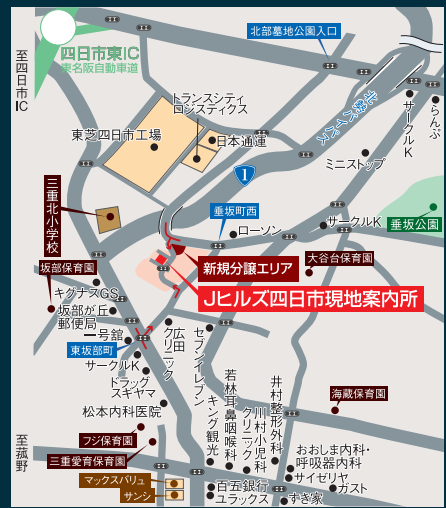 北部墓地公園入口
至四日市IC
四日市東IC
東名阪自動車道
トランスシティ
ロジスティクス
北勢バイパス
サークルK
らんぷ
東芝四日市工場
日本通運
ミニストップ
1
三重北小学校
垂坂町西
ローソン
サークルK
垂坂公園
坂部保育園
新規分譲エリア
大谷台保育園
キグナスGS
Jヒルズ四日市現地案内所
坂部が丘
郵便局
一号舘
広田
クリニック
セブンイレブン
東坂部町
サークルK
ドラッグ
スギヤマ
若林耳鼻咽喉科
井村整形外科
松本内科医院
キング観光
川村小児科
クリニック
海蔵保育園
フジ保育園
至菰野
三重愛育保育園
おおしま内科・
呼吸器内科
マックスバリュ
サイゼリヤ
サンシ
百五銀行
ガスト
ユラックス
すき家